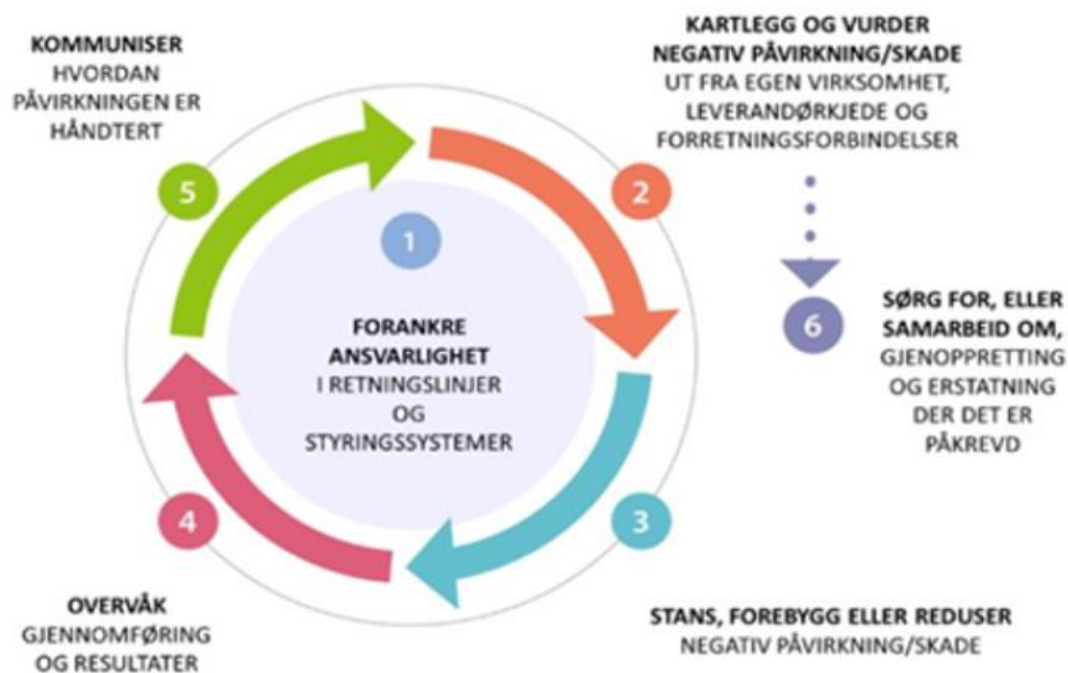 1
FORANKRE
ANSVARLIGHET
I RETNINGSLINJER
OG
STYRINGSSYSTEMER
2
KARTLEGG OG VURDER
NEGATIV PÅVIRKNING/SKADE
UT FRA EGEN VIRKSOMHET,
LEVERANDØRKJEDE OG
FORRETNINGSFORBINDELSER
3
STANS, FOREBYGG ELLER REDUSER
NEGATIV PÅVIRKNING/SKADE
4
OVERVÅK
GJENNOMFØRING
OG RESULTATER
5
KOMMUNISER
HVORDAN
PÅVIRKNINGEN ER
HÅNDTERT
6
SØRG FOR, ELLER
SAMARBEID OM,
GJENOPPRETTING
OG ERSTATNING
DER DET ER
PÅKREVD